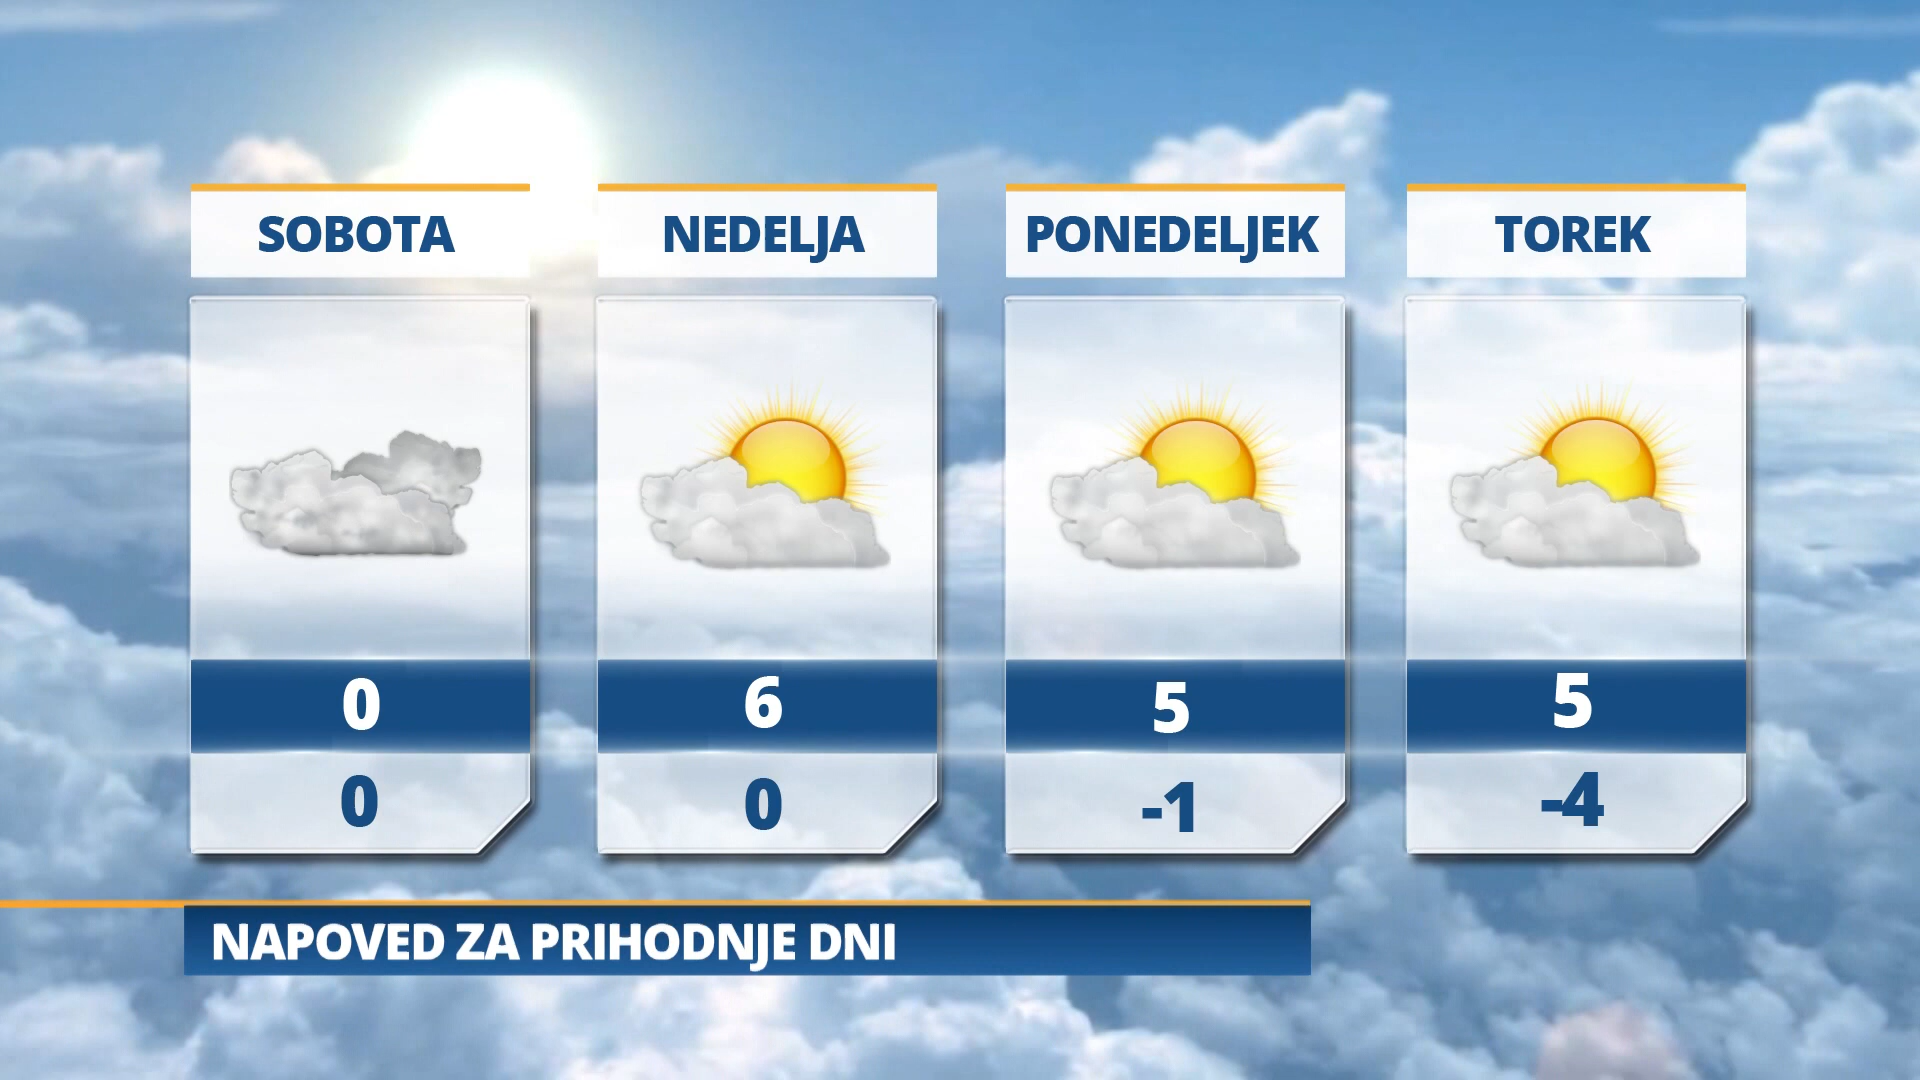 SOBOTA
NEDELJA
PONEDELJEK
TOREK
0
6
5
5
0
0
-1
-4
NAPOVED ZA PRIHODNJE DNI